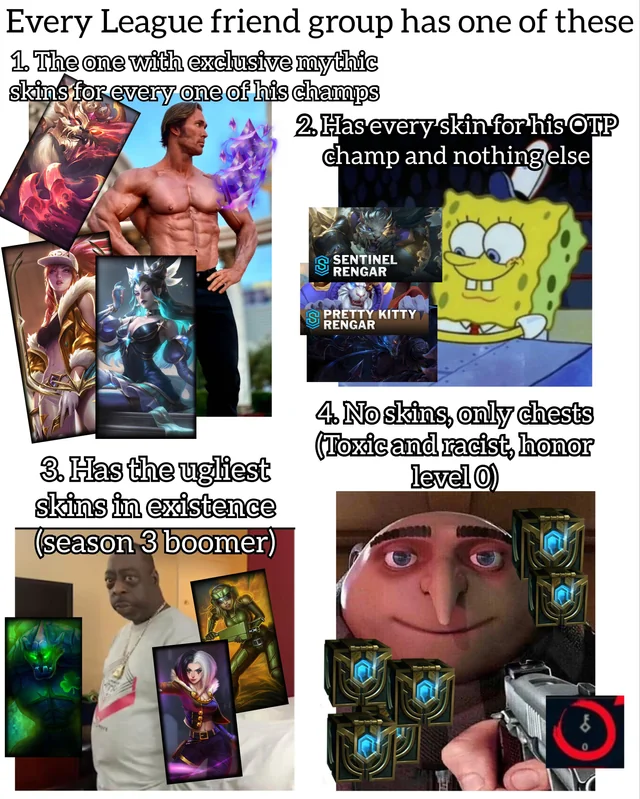 Every League friend group has one of these
1. The one with exclusive mythic
skins for every one of his champs
2. Has every skin for his OTP
champ and nothing else
SENTINEL
RENGAR
PRETTY KITTY
RENGAR
3. Has the ugliest
skins in existence
(season 3 boomer)
4. No skins, only chests
(Toxic and racist, honor
level 0)
0